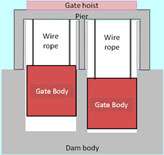 Gate hoist
Pier
Wire
rope
Wire
rope
Gate Body
Gate Body
Dam body